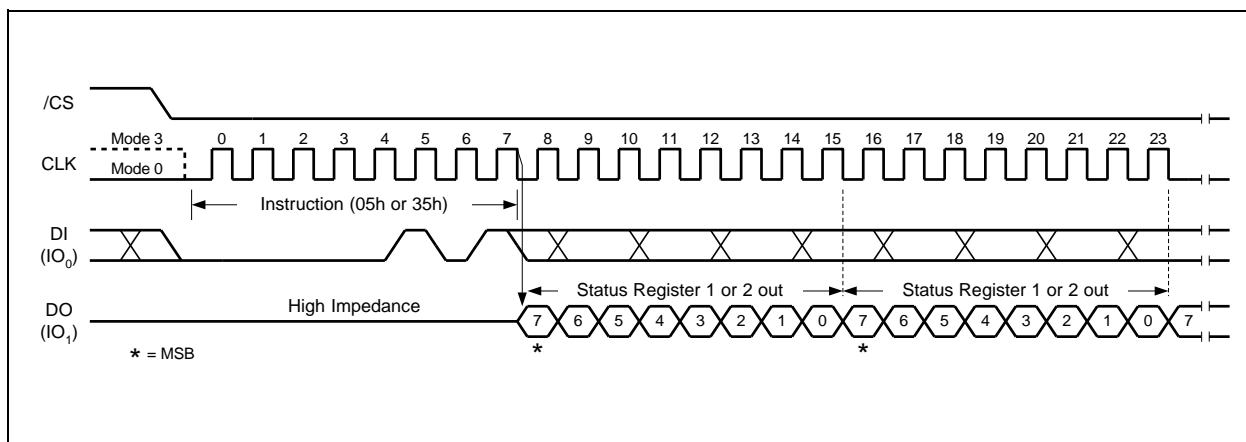 /CS
Mode 3
0 1 2 3 4 5 6 7 8 9 10 11 12 13 14 15 16 17 18 19 20 21 22 23
CLK
Mode 0
Instruction (05h or 35h)
DI
(IO0)
Status Register 1 or 2 out Status Register 1 or 2 out
High Impedance
DO
(IO1)
7 6 5 4 3 2 1 0 7 6 5 4 3 2 1 0 7
* *
* = MSB